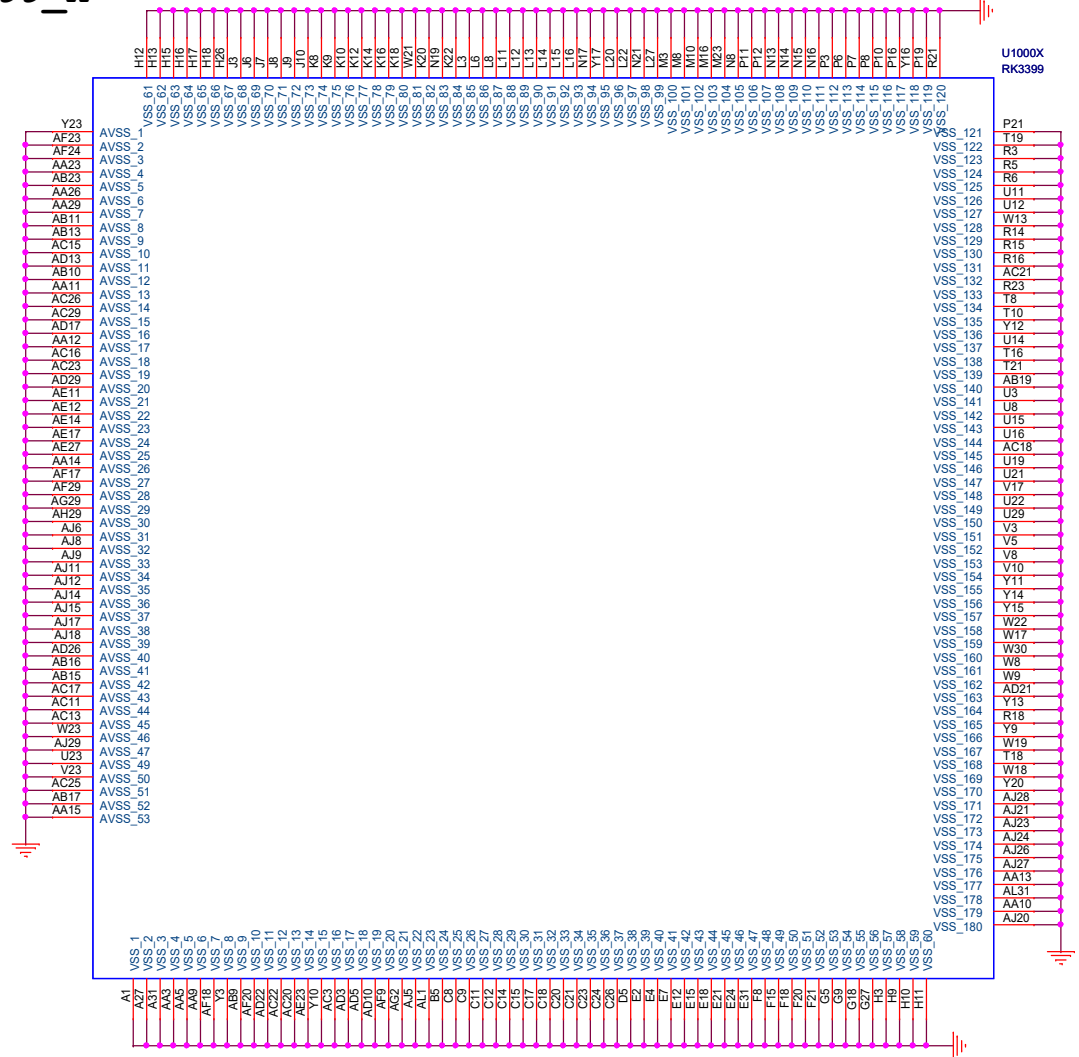 H12 H13 H15 H16 H17 H18 H26 J3 J6 J7 J8 J9 J10 K8 K9 K10 K12 K14 K16 K18 W21 K20 N19 K22 L3 L6 L8 L11 L12 L13 L14 L15 L16 N17 Y17 L20 L22 N21 L27 M3 M8 M10 M16 M23 N8 P11 P12 N13 N14 N15 N16 P3 P6 P7 P8 P10 P16 Y16 P19 R21
U1000X
RK3399
VSS_61 VSS_62 VSS_63 VSS_64 VSS_65 VSS_66 VSS_67 VSS_68 VSS_69 VSS_70 VSS_71 VSS_72 VSS_73 VSS_74 VSS_75 VSS_76 VSS_77 VSS_78 VSS_79 VSS_80 VSS_81 VSS_82 VSS_83 VSS_84 VSS_85 VSS_86 VSS_87 VSS_88 VSS_89 VSS_90 VSS_91 VSS_92 VSS_93 VSS_94 VSS_95 VSS_96 VSS_97 VSS_98 VSS_99 VSS_100 VSS_101 VSS_102 VSS_103 VSS_104 VSS_105 VSS_106 VSS_107 VSS_108 VSS_109 VSS_110 VSS_111 VSS_112 VSS_113 VSS_114 VSS_115 VSS_116 VSS_117 VSS_118 VSS_119 VSS_120
Y23 AVSS_1
AF23 AVSS_2
AF24 AVSS_3
AA23 AVSS_4
AB23 AVSS_5
AA26 AVSS_6
AA29 AVSS_7
AB11 AVSS_8
AB13 AVSS_9
AC15 AVSS_10
AD13 AVSS_11
AB10 AVSS_12
AA11 AVSS_13
AC26 AVSS_14
AC29 AVSS_15
AD17 AVSS_16
AA12 AVSS_17
AC16 AVSS_18
AC23 AVSS_19
AD29 AVSS_20
AE11 AVSS_21
AE12 AVSS_22
AE14 AVSS_23
AE17 AVSS_24
AE27 AVSS_25
AA14 AVSS_26
AF17 AVSS_27
AF29 AVSS_28
AG29 AVSS_29
AH29 AVSS_30
AJ6 AVSS_31
AJ8 AVSS_32
AJ9 AVSS_33
AJ11 AVSS_34
AJ12 AVSS_35
AJ14 AVSS_36
AJ15 AVSS_37
AJ17 AVSS_38
AJ18 AVSS_39
AD26 AVSS_40
AB16 AVSS_41
AB15 AVSS_42
AC17 AVSS_43
AC11 AVSS_44
AC13 AVSS_45
W23 AVSS_46
AJ29 AVSS_47
U23 AVSS_49
V23 AVSS_50
AC25 AVSS_51
AB17 AVSS_52
AA15 AVSS_53
VSS_121 P21
VSS_122 T19
VSS_123 R3
VSS_124 R5
VSS_125 R6
VSS_126 U11
VSS_127 U12
VSS_128 W13
VSS_129 R14
VSS_130 R15
VSS_131 R16
VSS_132 AC21
VSS_133 R23
VSS_134 T8
VSS_135 T10
VSS_136 Y12
VSS_137 U14
VSS_138 T16
VSS_139 T21
VSS_140 AB19
VSS_141 U3
VSS_142 U8
VSS_143 U15
VSS_144 U16
VSS_145 AC18
VSS_146 U19
VSS_147 U21
VSS_148 V17
VSS_149 U22
VSS_150 U29
VSS_151 V3
VSS_152 V5
VSS_153 V8
VSS_154 V10
VSS_155 Y11
VSS_156 Y14
VSS_157 Y15
VSS_158 W22
VSS_159 W17
VSS_160 W30
VSS_161 W8
VSS_162 W9
VSS_163 AD21
VSS_164 Y13
VSS_165 R18
VSS_166 Y9
VSS_167 W19
VSS_168 T18
VSS_169 W18
VSS_170 Y20
VSS_171 AJ28
VSS_172 AJ21
VSS_173 AJ23
VSS_174 AJ24
VSS_175 AJ26
VSS_176 AJ27
VSS_177 AA13
VSS_178 AL31
VSS_179 AA10
VSS_180 AJ20
VSS_1 VSS_2 VSS_3 VSS_4 VSS_5 VSS_6 VSS_7 VSS_8 VSS_9 VSS_10 VSS_11 VSS_12 VSS_13 VSS_14 VSS_15 VSS_16 VSS_17 VSS_18 VSS_19 VSS_20 VSS_21 VSS_22 VSS_23 VSS_24 VSS_25 VSS_26 VSS_27 VSS_28 VSS_29 VSS_30 VSS_31 VSS_32 VSS_33 VSS_34 VSS_35 VSS_36 VSS_37 VSS_38 VSS_39 VSS_40 VSS_41 VSS_42 VSS_43 VSS_44 VSS_45 VSS_46 VSS_47 VSS_48 VSS_49 VSS_50 VSS_51 VSS_52 VSS_53 VSS_54 VSS_55 VSS_56 VSS_57 VSS_58 VSS_59 VSS_60
A1 A27 A31 AA3 AA5 AA9 AF18 Y3 AB9 AF20 AD22 AC22 AC20 AE23 Y10 AC3 AD3 AD5 AD10 AF9 AG2 AJ5 AL1 B5 C8 C9 C11 C12 C14 C15 C17 C18 C20 C21 C23 C24 C26 D5 E2 E4 E7 E12 E15 E18 E21 E24 E31 F8 F15 F18 F20 F21 G5 G9 G18 G27 H3 H9 H10 H11